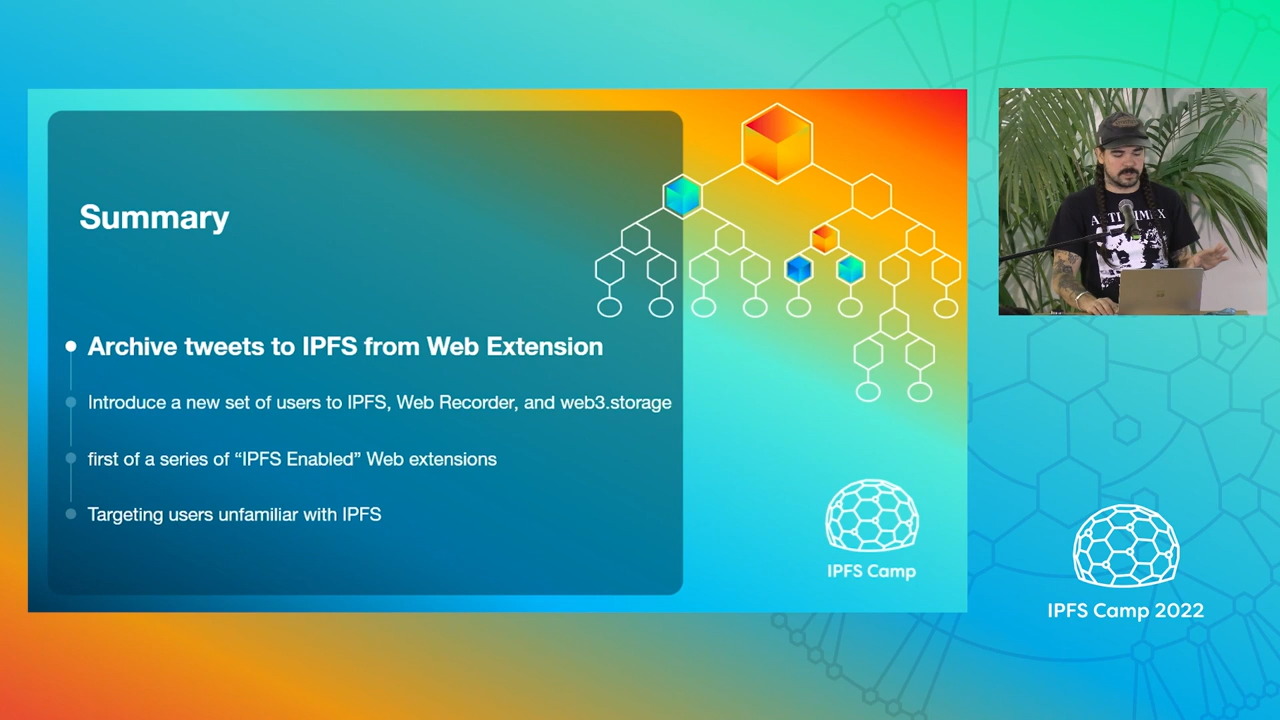 Summary
Archive tweets to IPFS from Web Extension
Introduce a new set of users to IPFS, Web Recorder, and web3.storage
first of a series of “IPFS Enabled” Web extensions
Targeting users unfamiliar with IPFS
IPFS Camp
IPFS Camp 2022